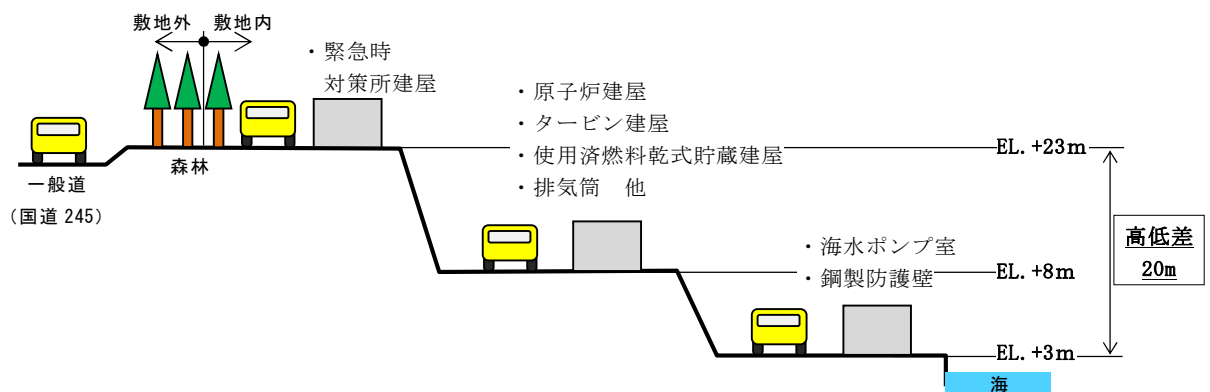 敷地外 敷地内
・緊急時
対策所建屋
・原子炉建屋
・タービン建屋
・使用済燃料乾式貯蔵建屋
・排気筒　他
EL. +23m
森林
一般道
(国道 245)
高低差
20m
・海水ポンプ室
・鋼製防護壁
EL. +8m
EL. +3m
海